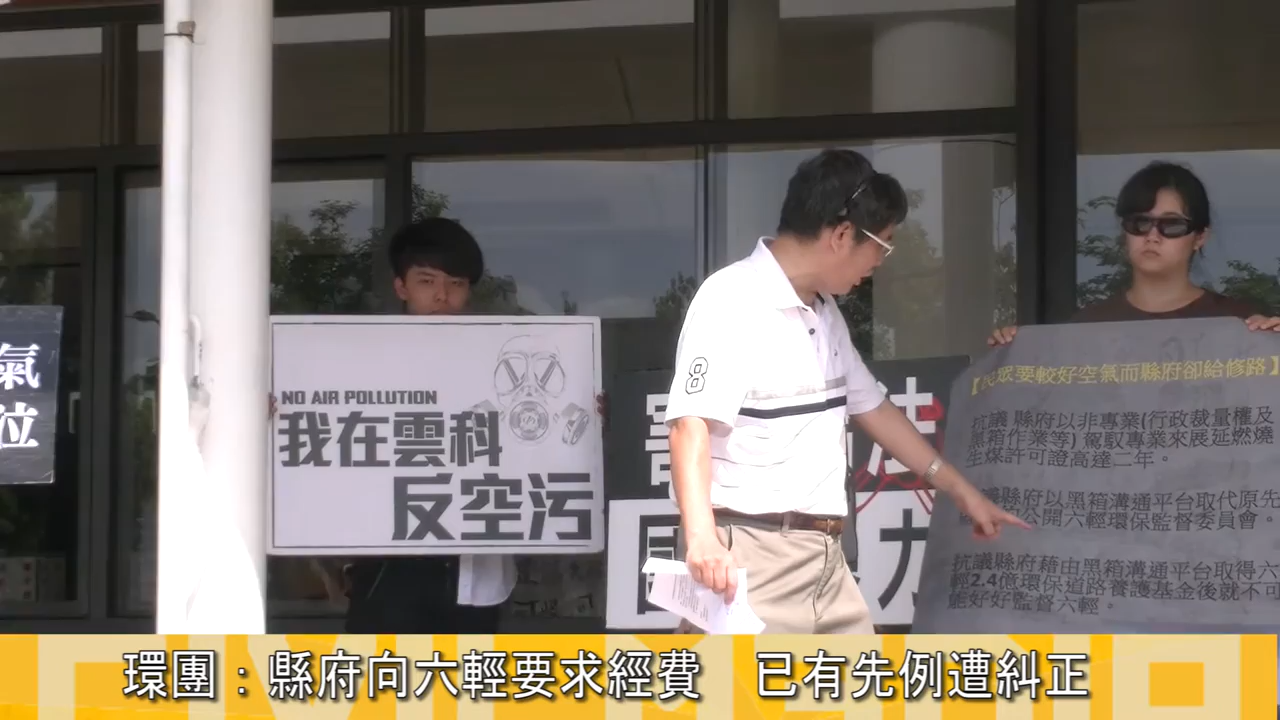 氣
位
NO AIR POLLUTION
我在雲科
反空污
8
法
力
【民眾要較好空氣而縣府卻給修路】
抗議 縣府以非專業(行政裁量權及
黑箱作業等) 駕馭專業來展延燃燒
生煤許可證高達二年。
縣府以黑箱溝通平台取代原先
公開六輕環保監督委員會。
抗議縣府藉由黑箱溝通平台取得六
輕2.4億環保道路養護基金後就不可
能好好監督六輕。
環團：縣府向六輕要求經費 已有先例遭糾正